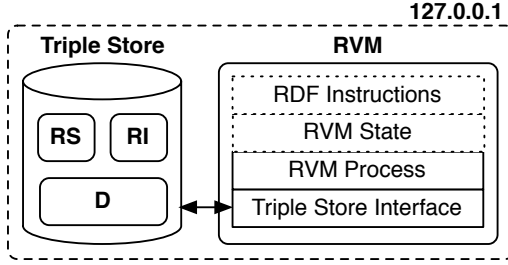 127.0.0.1
Triple Store
RVM
RS
RI
D
RDF Instructions
RVM State
RVM Process
Triple Store Interface